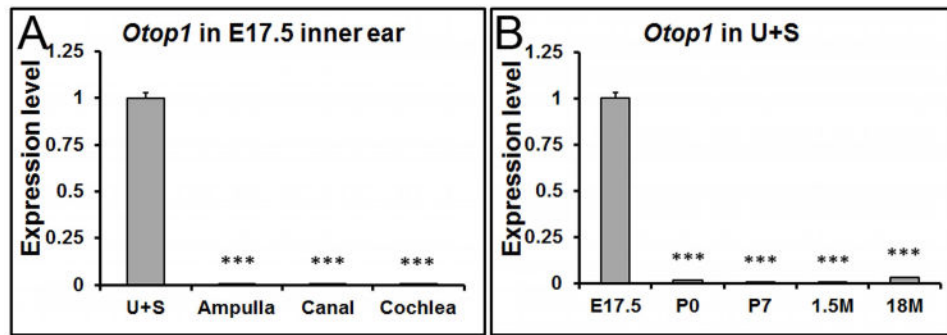 A
Otop1 in E17.5 inner ear
Expression level
1.25
1
0.75
0.5
0.25
0
***
***
***
U+S
Ampulla
Canal
Cochlea
B
Otop1 in U+S
Expression level
1.25
1
0.75
0.5
0.25
0
***
***
***
***
E17.5
P0
P7
1.5M
18M